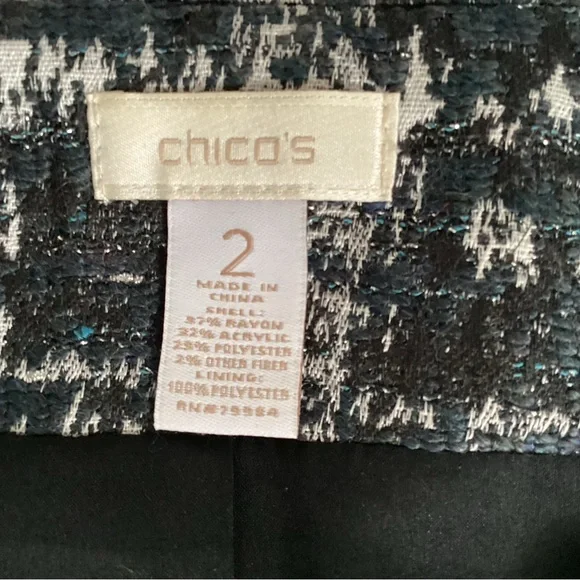 chico's
2
MADE IN
CHINA
SHELL:
37% RAYON
32% ACRYLIC
29% POLYESTER
2% OTHER FIBER
LINING:
100% POLYESTER
RN#79984